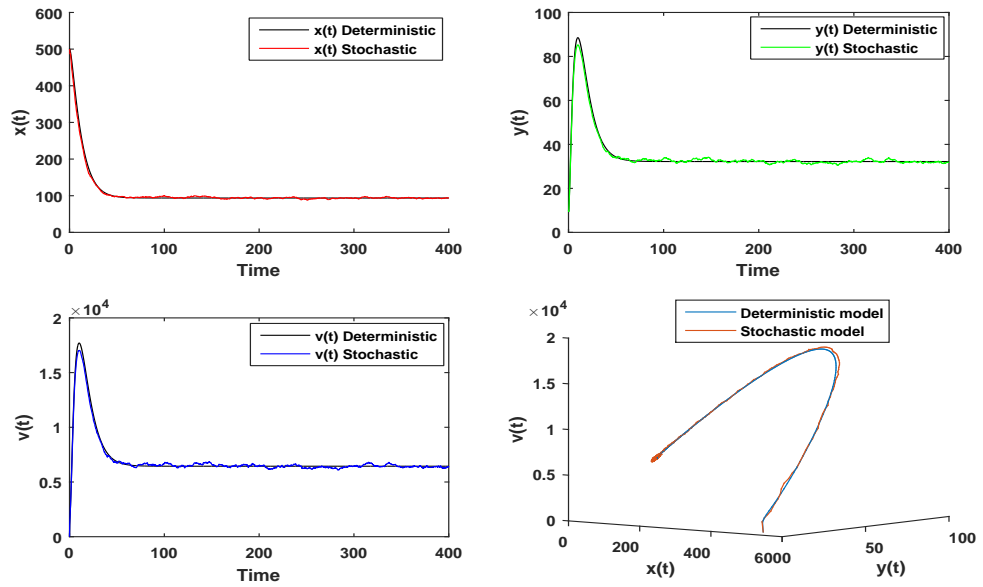 600
500
400
300
200
100
0
x(t)
x(t) Deterministic
x(t) Stochastic
0 100 200 300 400
Time
100
80
60
40
20
0
y(t)
y(t) Deterministic
y(t) Stochastic
0 100 200 300 400
Time
×10^4
2
1.5
1
0.5
0
v(t)
v(t) Deterministic
v(t) Stochastic
0 100 200 300 400
Time
×10^4
2
1.5
1
0.5
0
v(t)
Deterministic model
Stochastic model
0 200 400 6000 50 100
x(t) y(t)